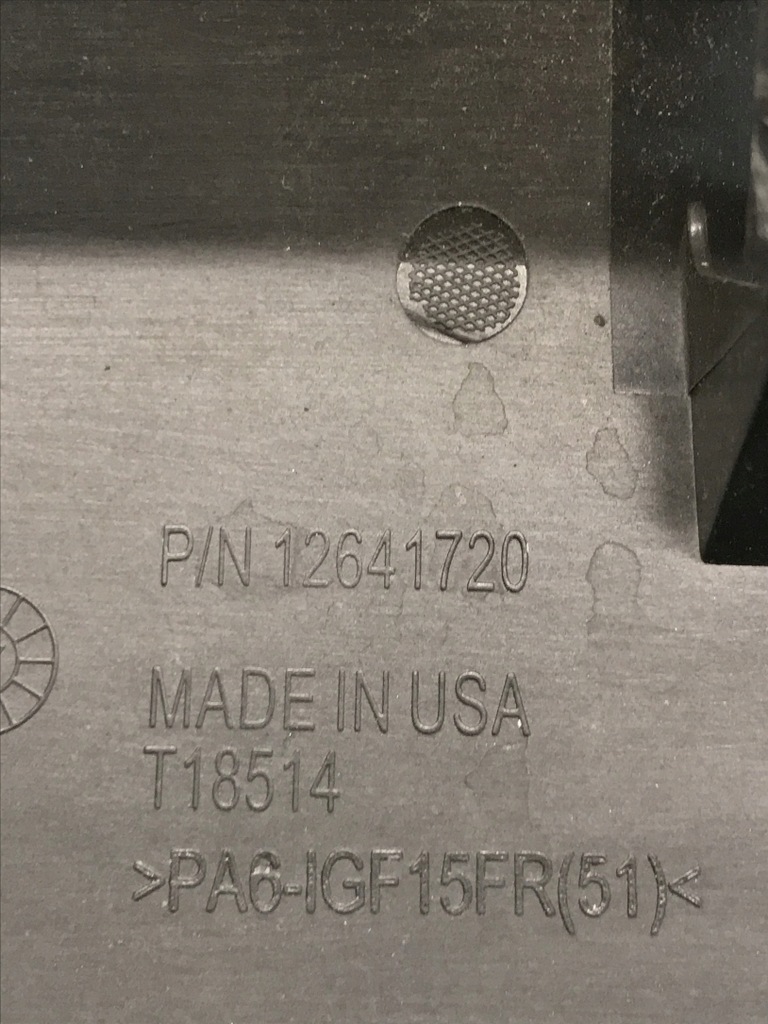 P/N 12641720
MADE IN USA
T18514
>PA6-IGF15FR(51)<